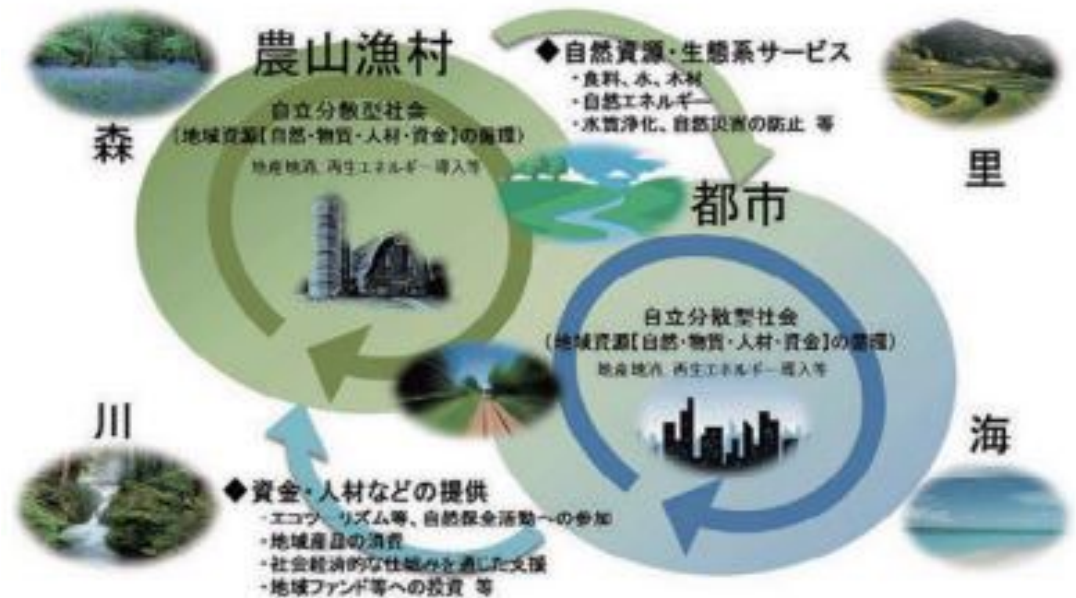 農山漁村
森
自立分散型社会
(地域資源【自然・物質・人材・資金】の循環)
地産地消、再生エネルギー導入等
◆自然資源・生態系サービス
・食料、水、木材
・自然エネルギー
・水質浄化、自然災害の防止 等
里
都市
自立分散型社会
(地域資源【自然・物質・人材・資金】の循環)
地産地消、再生エネルギー導入等
川
海
◆資金・人材などの提供
・エコツーリズム等、自然保全活動への参加
・地域産品の消費
・社会経済的な仕組みを通じた支援
・地域ファンド等への投資 等